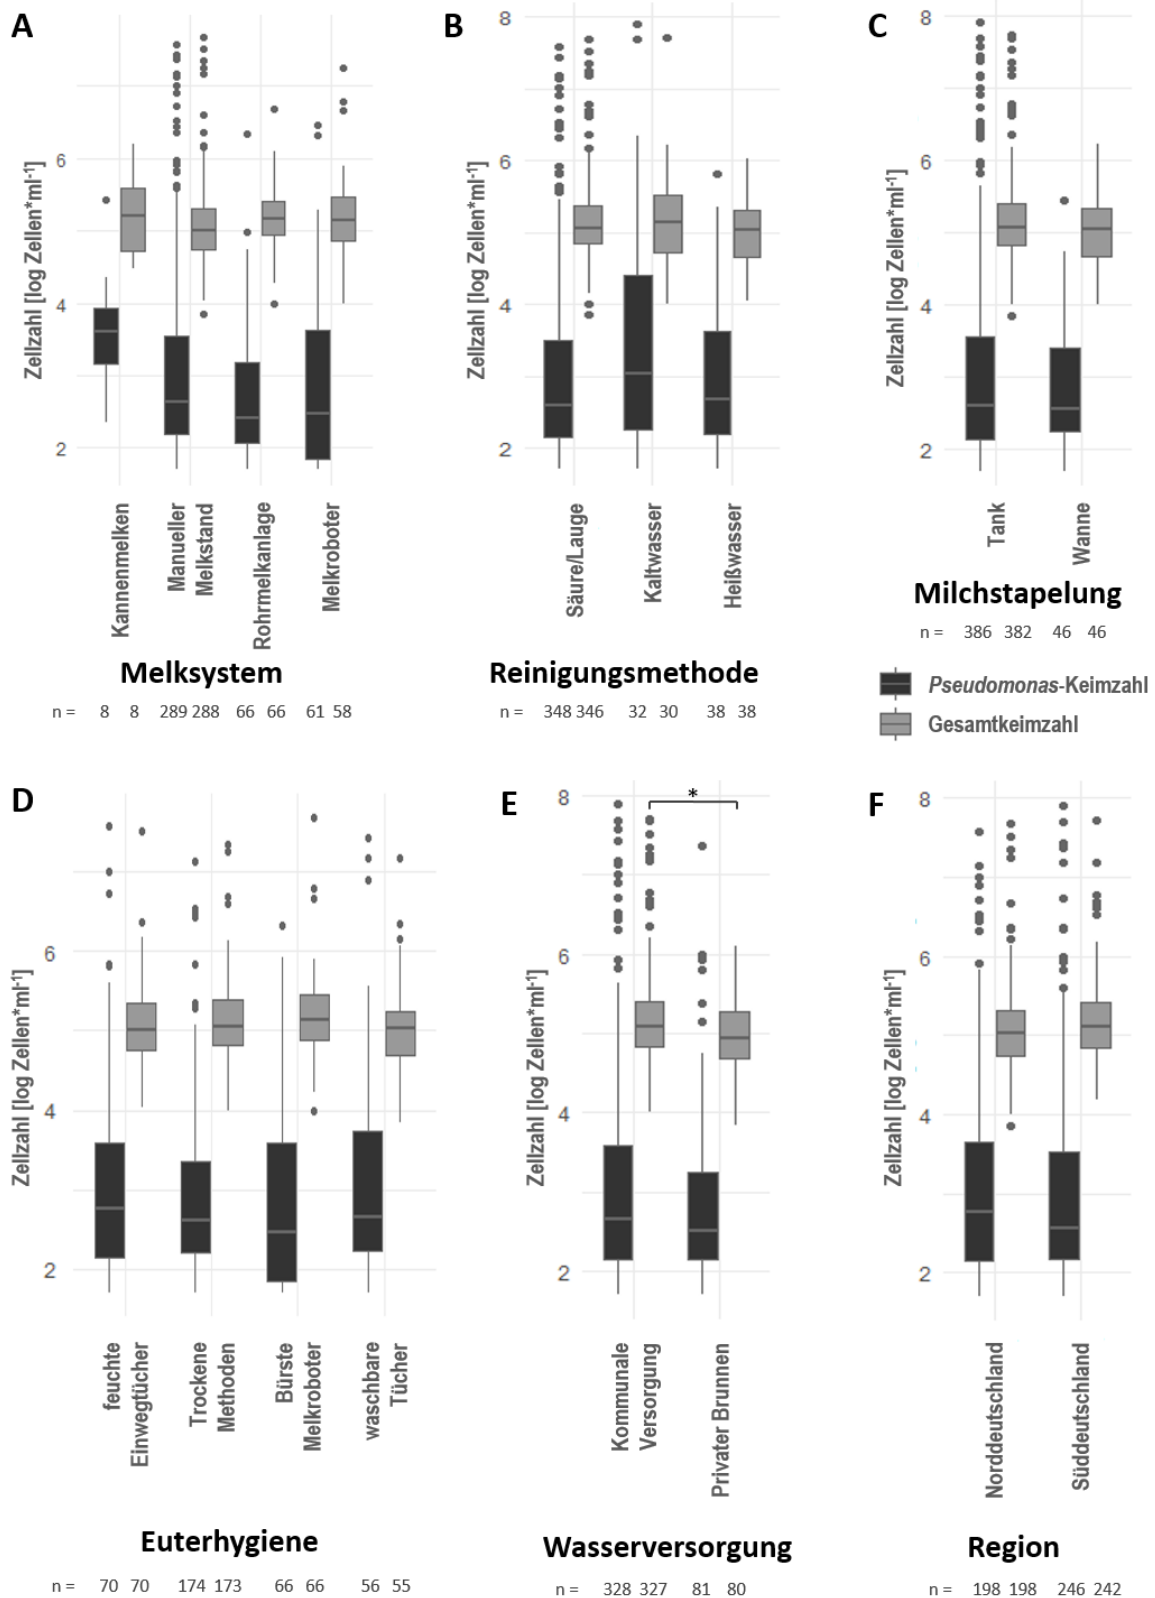 A
Zellzahl [log Zellen*ml-1]
6
4
2
Kannenmelken
Manueller
Melkstand
Rohrmelkanlage
Melkroboter
Melksystem
n = 8 8 289 288 66 66 61 58
B
Zellzahl [log Zellen*ml-1]
8
6
4
2
Säure/Lauge
Kaltwasser
Heißwasser
Reinigungsmethode
n = 348 346 32 30 38 38
C
Zellzahl [log Zellen*ml-1]
8
6
4
2
Tank
Wanne
Milchstapelung
n = 386 382 46 46
Pseudomonas-Keimzahl
Gesamtkeimzahl
D
Zellzahl [log Zellen*ml-1]
6
4
2
feuchte
Einwegtücher
Trockene
Methoden
Bürste
Melkroboter
waschbare
Tücher
Euterhygiene
n = 70 70 174 173 66 66 56 55
E
Zellzahl [log Zellen*ml-1]
8
6
4
2
*
Kommunale
Versorgung
Privater Brunnen
Wasserversorgung
n = 328 327 81 80
F
Zellzahl [log Zellen*ml-1]
8
6
4
2
Norddeutschland
Süddeutschland
Region
n = 198 198 246 242